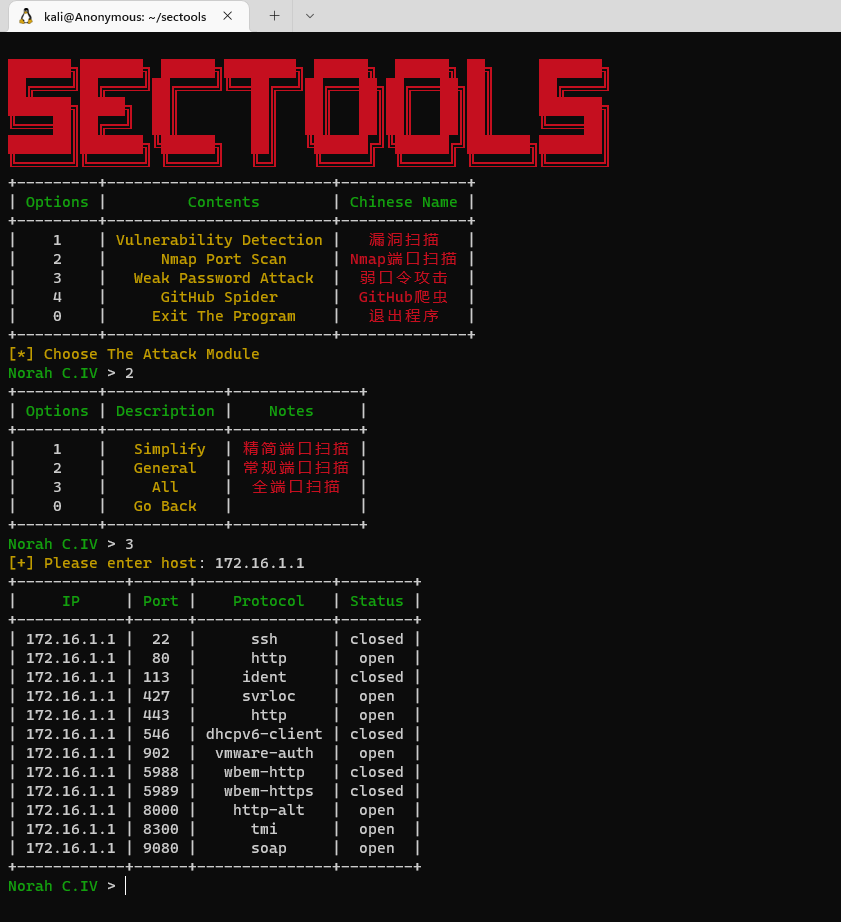 kali@Anonymous: ~/sectools
SECTOOLS
+---------+-------------------------+--------------+
| Options |         Contents        | Chinese Name |
+---------+-------------------------+--------------+
|    1    | Vulnerability Detection |   漏洞扫描   |
|    2    |      Nmap Port Scan     | Nmap端口扫描 |
|    3    |   Weak Password Attack  |  弱口令攻击  |
|    4    |      GitHub Spider      |  GitHub爬虫  |
|    0    |     Exit The Program    |   退出程序   |
+---------+-------------------------+--------------+
[*] Choose The Attack Module
Norah C.IV > 2
+---------+-------------+--------------+
| Options | Description |    Notes     |
+---------+-------------+--------------+
|    1    |   Simplify  | 精简端口扫描 |
|    2    |   General   | 常规端口扫描 |
|    3    |     All     |  全端口扫描  |
|    0    |   Go Back   |              |
+---------+-------------+--------------+
Norah C.IV > 3
[+] Please enter host: 172.16.1.1
+------------+------+---------------+--------+
|     IP     | Port |    Protocol   | Status |
+------------+------+---------------+--------+
| 172.16.1.1 |  22  |      ssh      | closed |
| 172.16.1.1 |  80  |      http     |  open  |
| 172.16.1.1 | 113  |     ident     | closed |
| 172.16.1.1 | 427  |     svrloc    |  open  |
| 172.16.1.1 | 443  |      http     |  open  |
| 172.16.1.1 | 546  | dhcpv6-client | closed |
| 172.16.1.1 | 902  |  vmware-auth  |  open  |
| 172.16.1.1 | 5988 |   wbem-http   | closed |
| 172.16.1.1 | 5989 |   wbem-https  | closed |
| 172.16.1.1 | 8000 |    http-alt   |  open  |
| 172.16.1.1 | 8300 |      tmi      |  open  |
| 172.16.1.1 | 9080 |      soap     |  open  |
+------------+------+---------------+--------+
Norah C.IV >